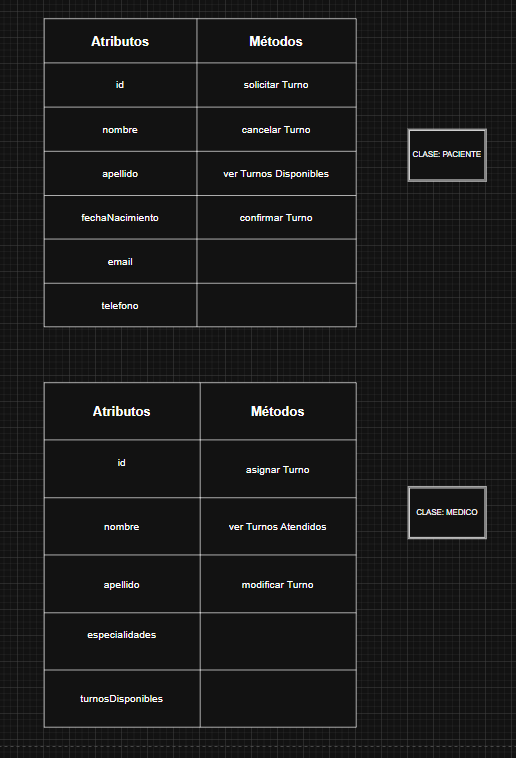 Atributos Métodos
id solicitar Turno
nombre cancelar Turno
CLASE: PACIENTE
apellido ver Turnos Disponibles
fechaNacimiento confirmar Turno
email
telefono
Atributos Métodos
id asignar Turno
CLASE: MEDICO
nombre ver Turnos Atendidos
apellido modificar Turno
especialidades
turnosDisponibles